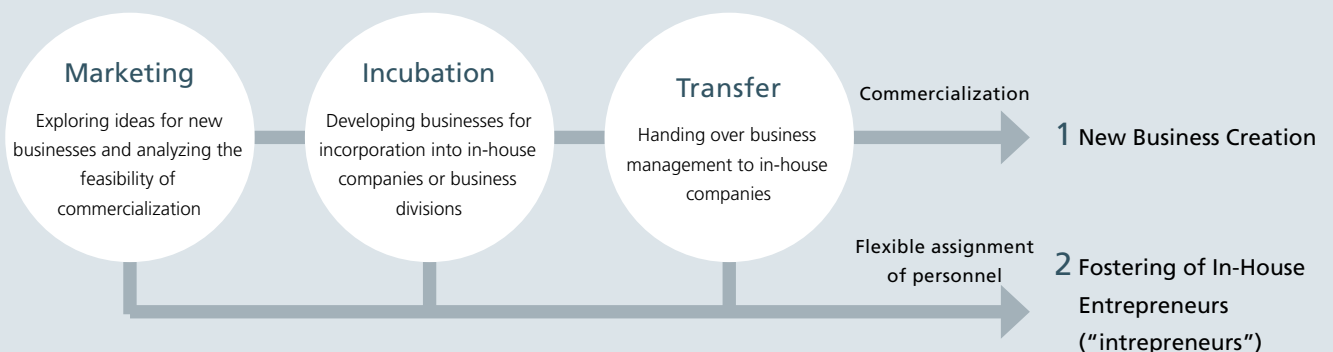 Marketing
Exploring ideas for new
businesses and analyzing the
feasibility of
commercialization
Incubation
Developing businesses for
incorporation into in-house
companies or business
divisions
Transfer
Handing over business
management to in-house
companies
Commercialization
1 New Business Creation
Flexible assignment
of personnel
2 Fostering of In-House
Entrepreneurs
(“intrepreneurs”)